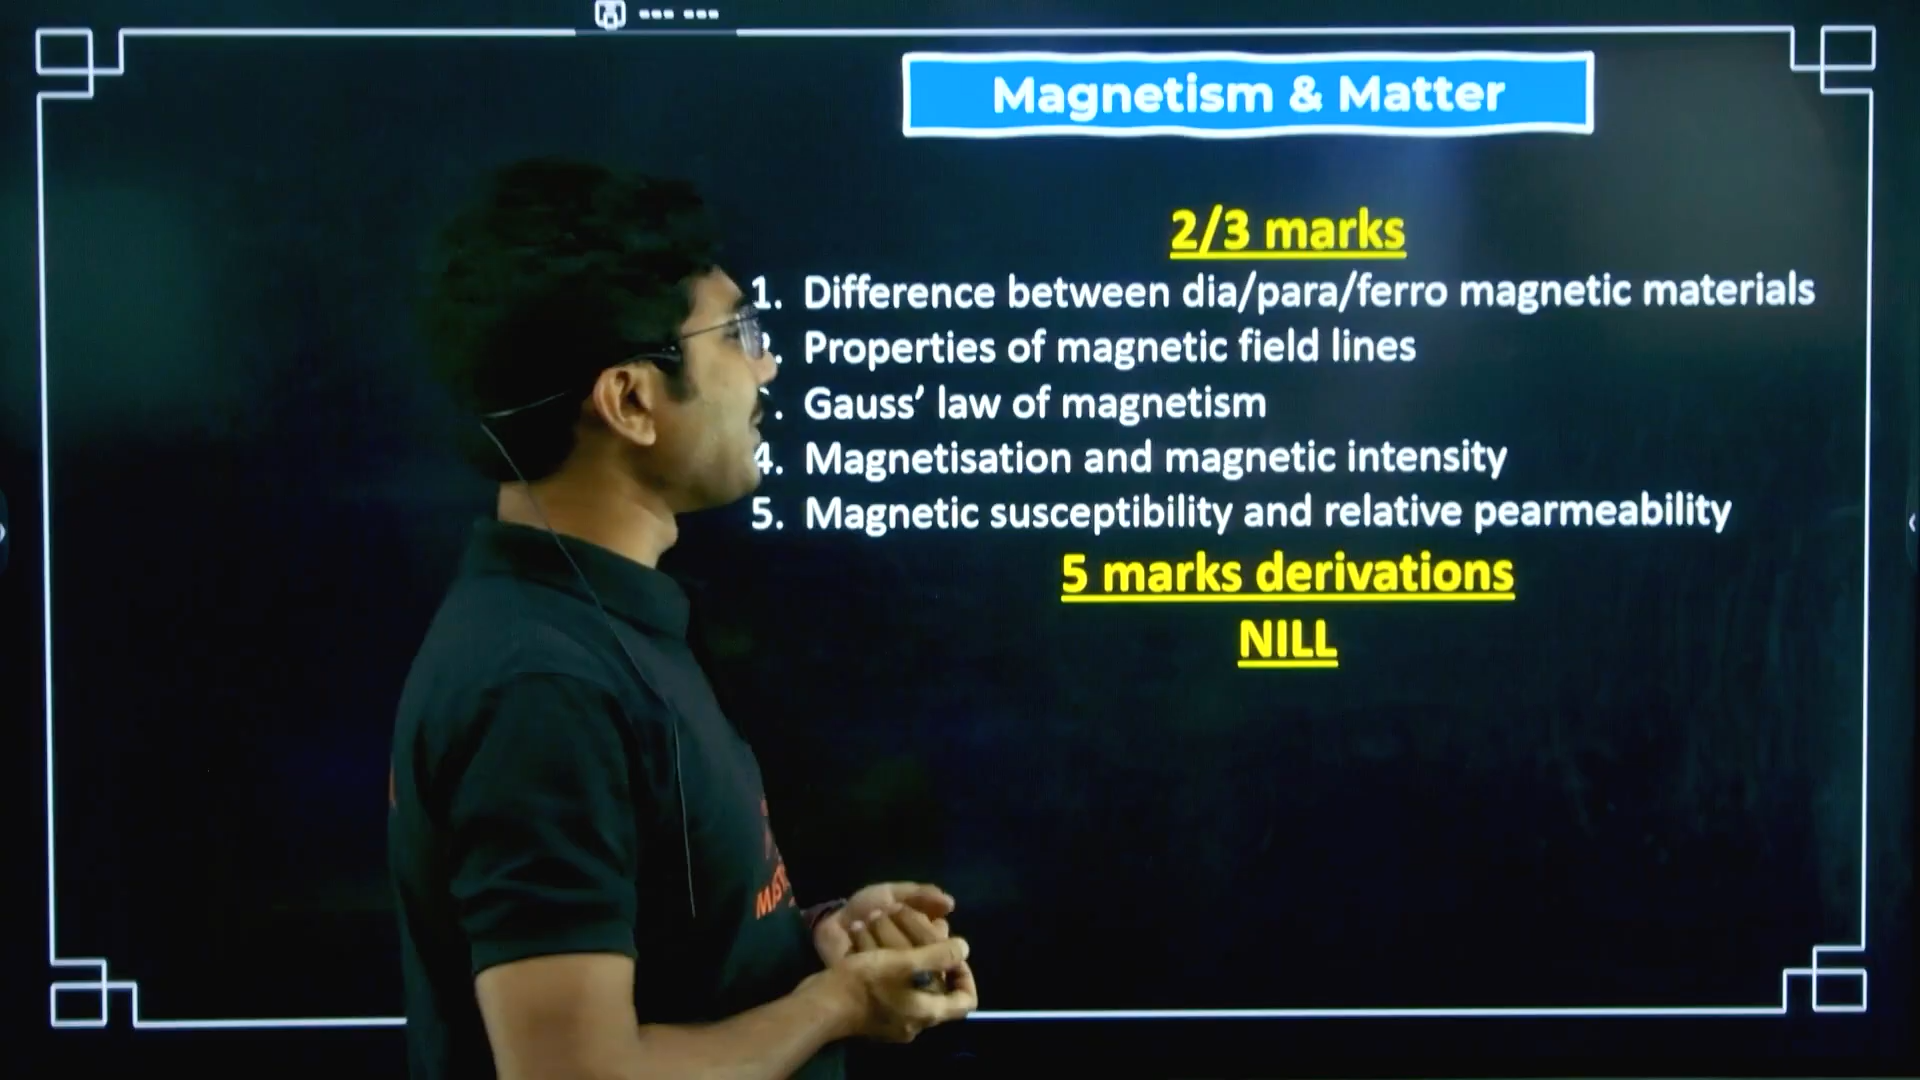 Magnetism & Matter
2/3 marks
1. Difference between dia/para/ferro magnetic materials
Properties of magnetic field lines
Gauss’ law of magnetism
4. Magnetisation and magnetic intensity
5. Magnetic susceptibility and relative pearmeability
5 marks derivations
NILL